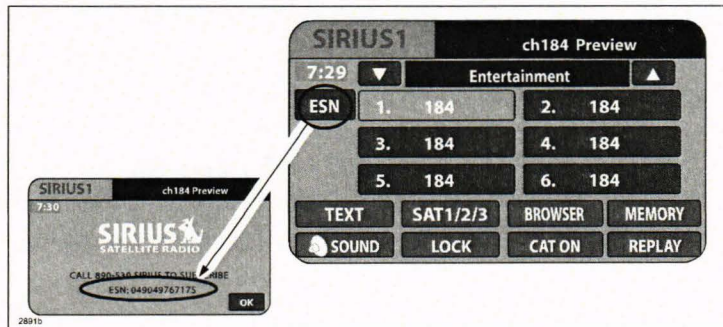 SIRIUS1 ch184 Preview
7:29 Entertainment
ESN 1. 184 2. 184
3. 184 4. 184
5. 184 6. 184
TEXT SAT1/2/3 BROWSER MEMORY
SOUND LOCK CAT ON REPLAY
SIRIUS1 ch184 Preview
7:30
SIRIUS
SATELLITE RADIO
CALL TO
ESN: 049049767175
OK
2891b